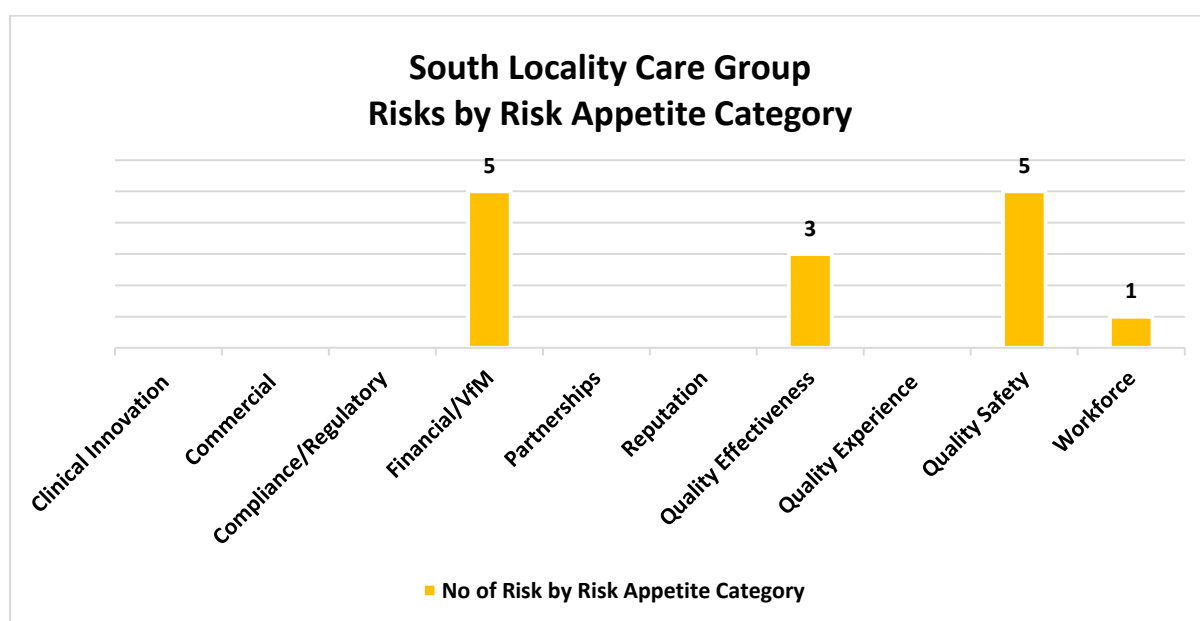 South Locality Care Group
Risks by Risk Appetite Category
5
3
5
1
Clinical Innovation
Commercial
Compliance/Regulatory
Financial/VfM
Partnerships
Reputation
Quality Effectiveness
Quality Experience
Quality Safety
Workforce
No of Risk by Risk Appetite Category